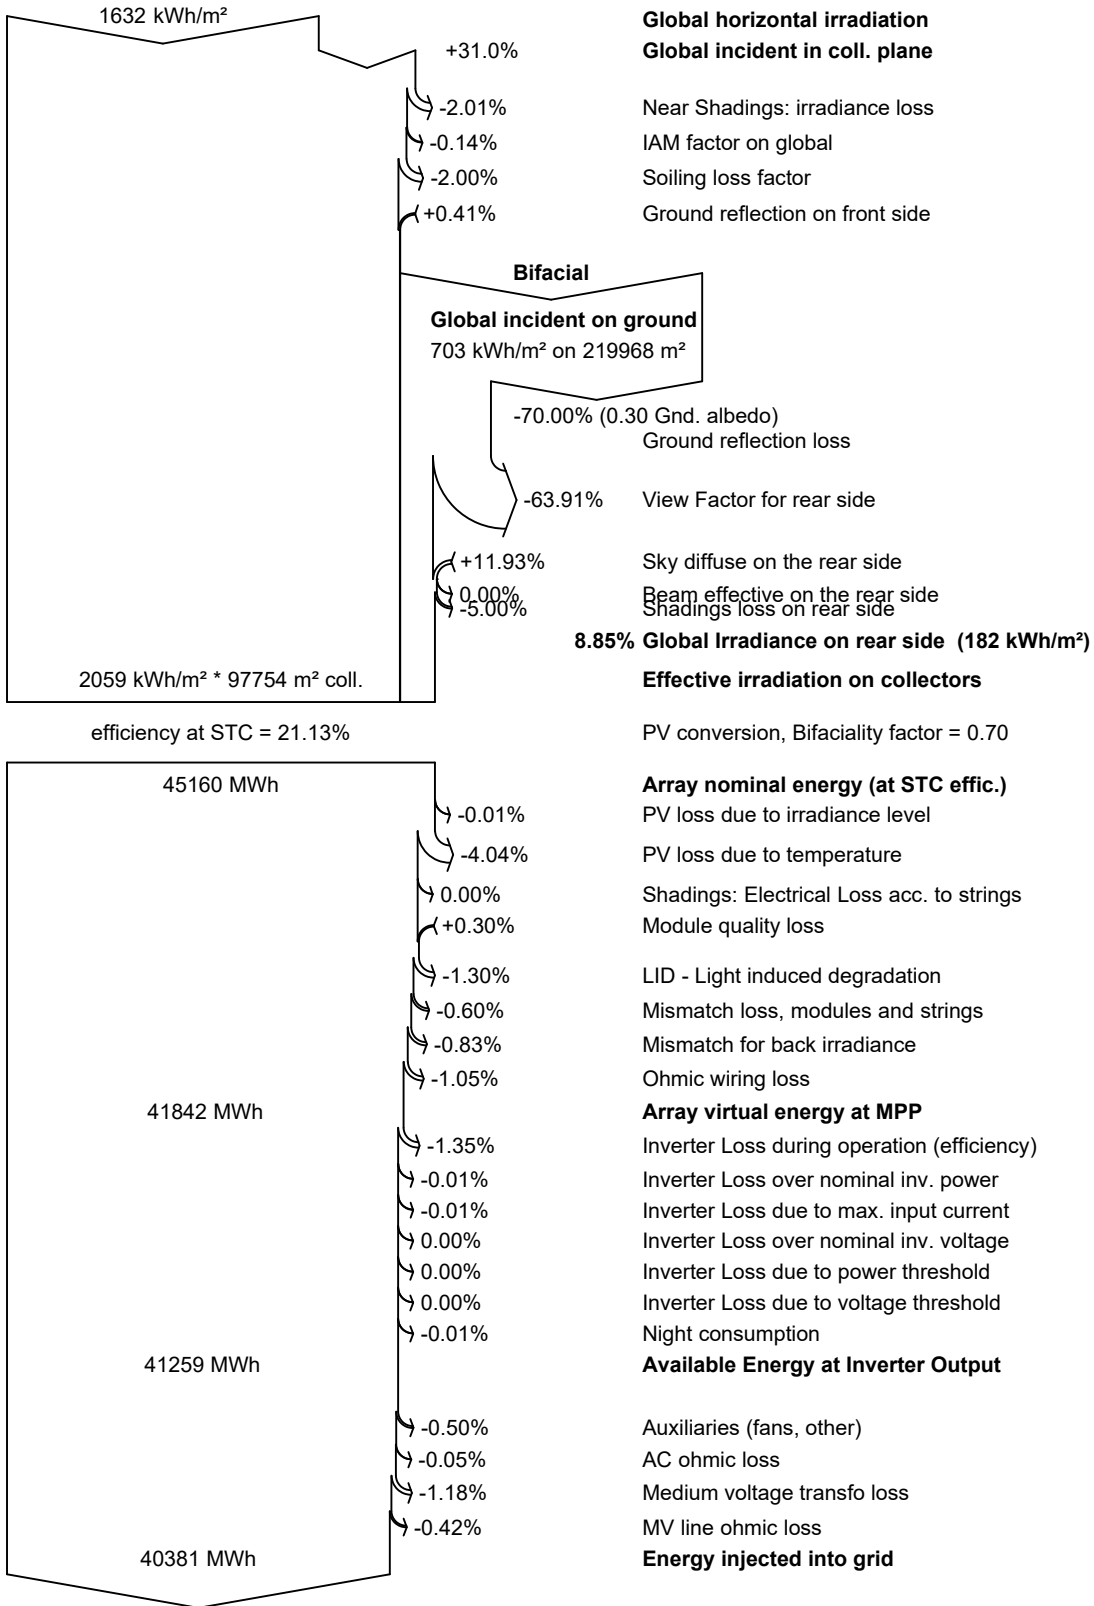 1632 kWh/m² Global horizontal irradiation
+31.0% Global incident in coll. plane
-2.01% Near Shadings: irradiance loss
-0.14% IAM factor on global
-2.00% Soiling loss factor
+0.41% Ground reflection on front side
Bifacial
Global incident on ground
703 kWh/m² on 219968 m²
-70.00% (0.30 Gnd. albedo)
Ground reflection loss
-63.91% View Factor for rear side
+11.93% Sky diffuse on the rear side
0.00% Beam effective on the rear side
-5.00% Shadings loss on rear side
8.85% Global Irradiance on rear side (182 kWh/m²)
2059 kWh/m² * 97754 m² coll. Effective irradiation on collectors
efficiency at STC = 21.13% PV conversion, Bifaciality factor = 0.70
45160 MWh Array nominal energy (at STC effic.)
-0.01% PV loss due to irradiance level
-4.04% PV loss due to temperature
0.00% Shadings: Electrical Loss acc. to strings
+0.30% Module quality loss
-1.30% LID - Light induced degradation
-0.60% Mismatch loss, modules and strings
-0.83% Mismatch for back irradiance
-1.05% Ohmic wiring loss
41842 MWh Array virtual energy at MPP
-1.35% Inverter Loss during operation (efficiency)
-0.01% Inverter Loss over nominal inv. power
-0.01% Inverter Loss due to max. input current
0.00% Inverter Loss over nominal inv. voltage
0.00% Inverter Loss due to power threshold
0.00% Inverter Loss due to voltage threshold
-0.01% Night consumption
41259 MWh Available Energy at Inverter Output
-0.50% Auxiliaries (fans, other)
-0.05% AC ohmic loss
-1.18% Medium voltage transfo loss
-0.42% MV line ohmic loss
40381 MWh Energy injected into grid